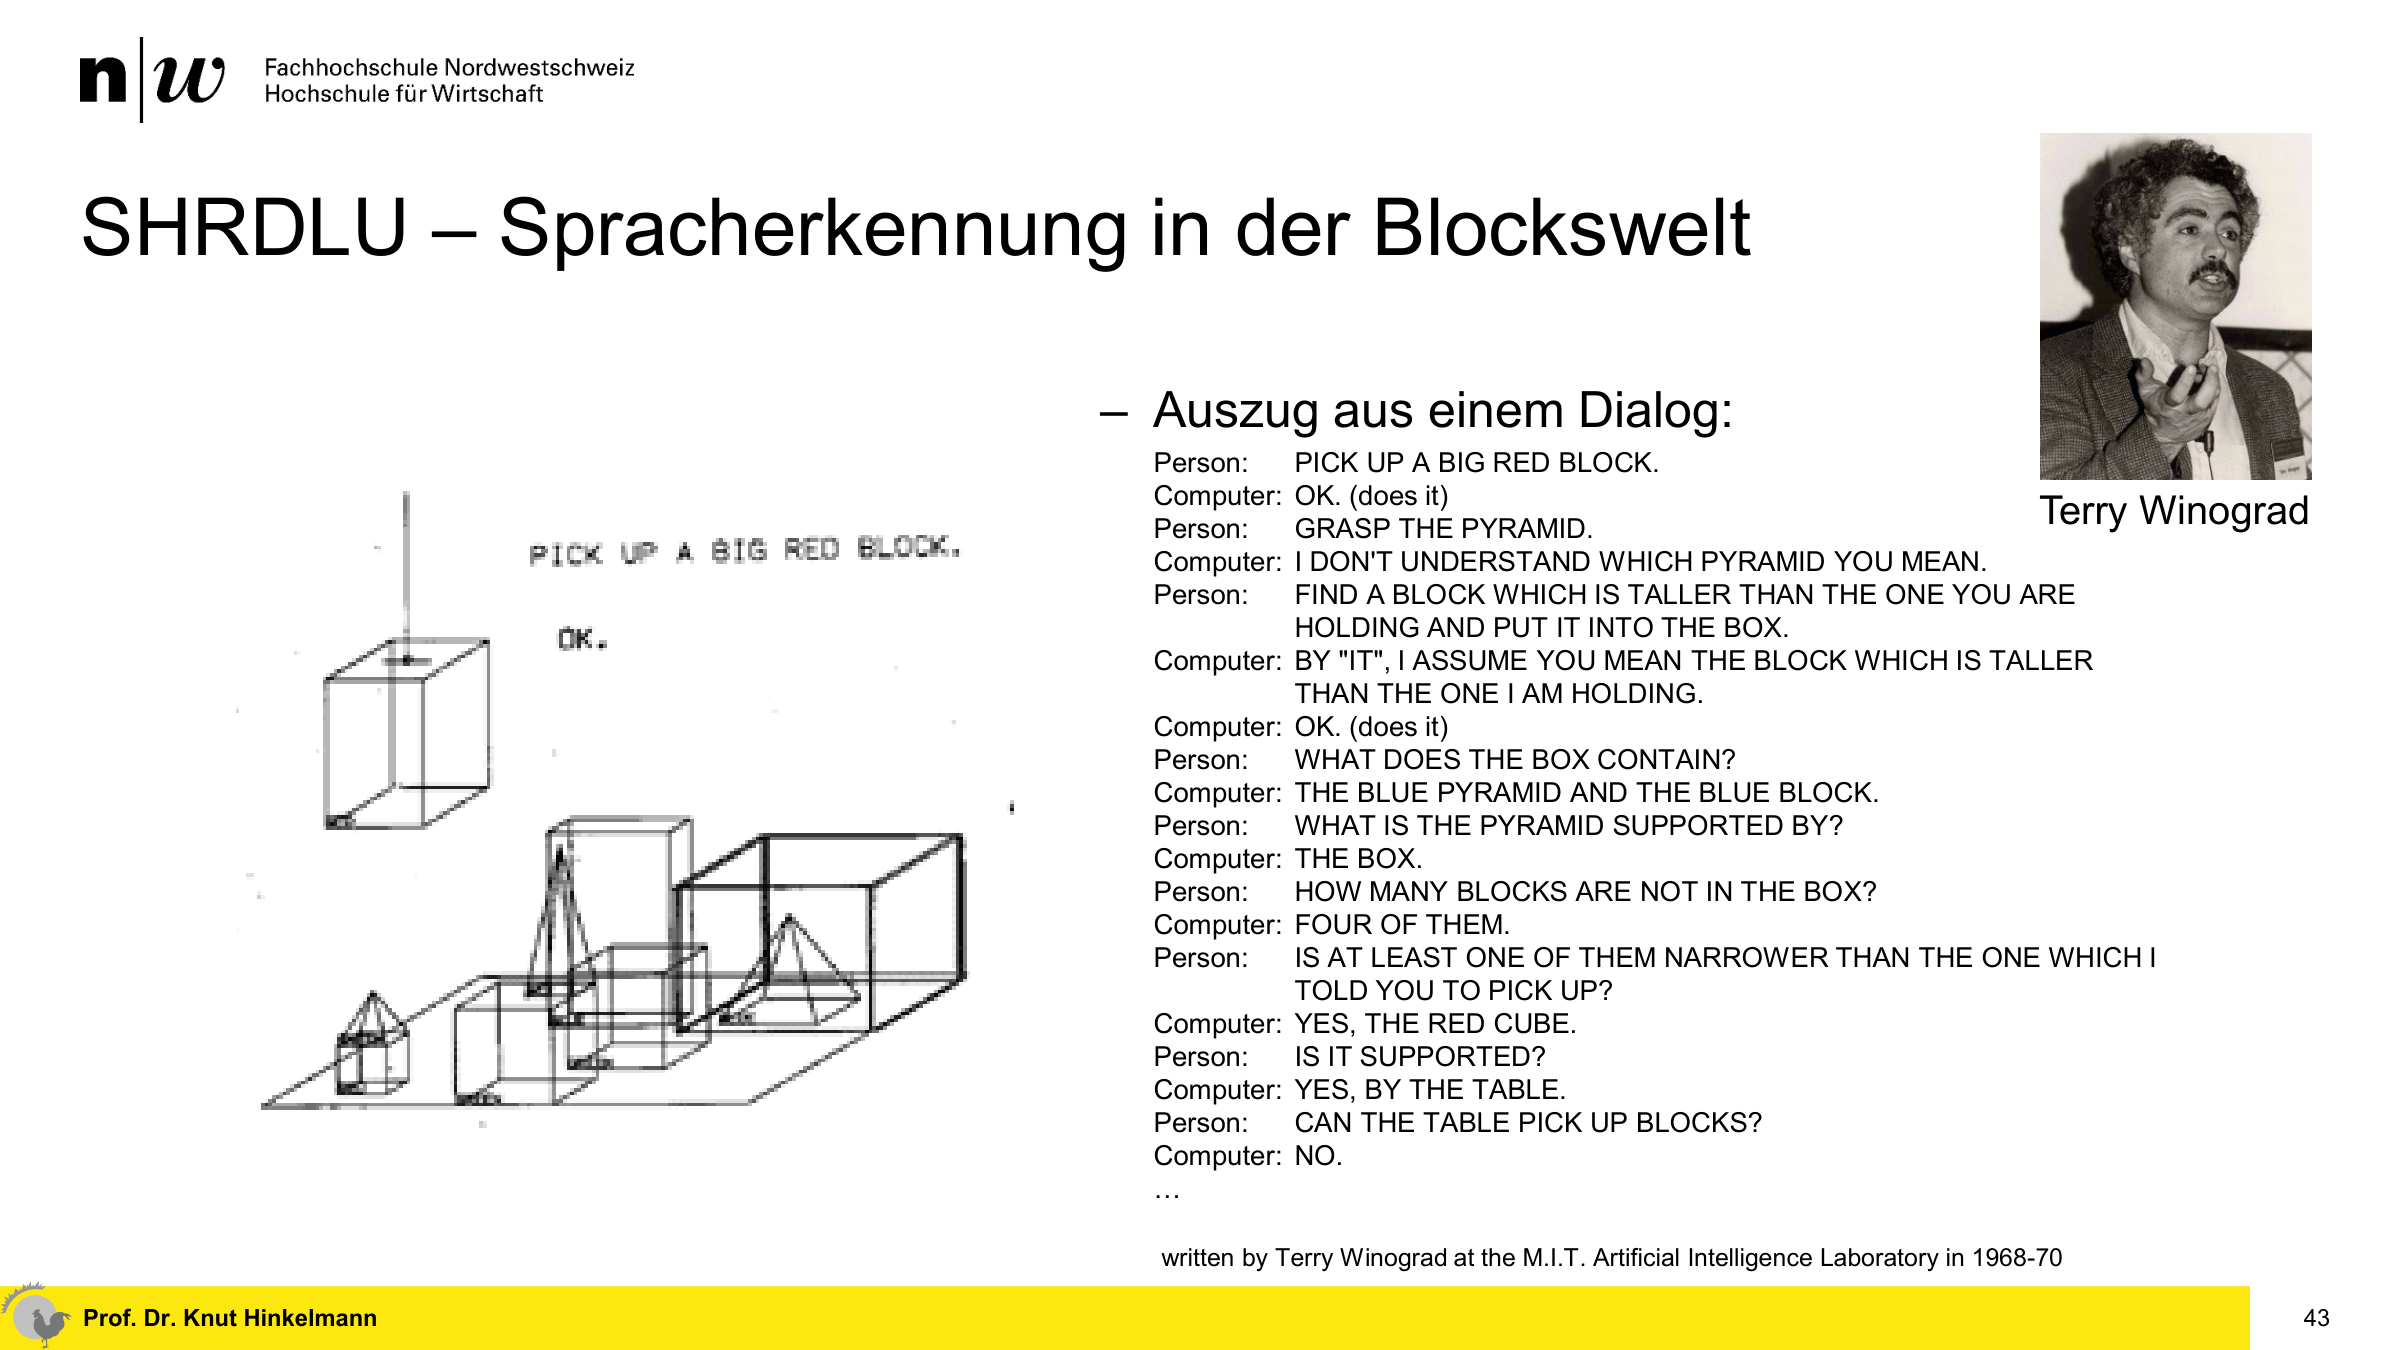 n|w Fachhochschule Nordwestschweiz
Hochschule für Wirtschaft
SHRDLU – Spracherkennung in der Blockswelt
Terry Winograd
PICK UP A BIG RED BLOCK.
OK.
– Auszug aus einem Dialog:
Person: PICK UP A BIG RED BLOCK.
Computer: OK. (does it)
Person: GRASP THE PYRAMID.
Computer: I DON'T UNDERSTAND WHICH PYRAMID YOU MEAN.
Person: FIND A BLOCK WHICH IS TALLER THAN THE ONE YOU ARE
HOLDING AND PUT IT INTO THE BOX.
Computer: BY "IT", I ASSUME YOU MEAN THE BLOCK WHICH IS TALLER
THAN THE ONE I AM HOLDING.
Computer: OK. (does it)
Person: WHAT DOES THE BOX CONTAIN?
Computer: THE BLUE PYRAMID AND THE BLUE BLOCK.
Person: WHAT IS THE PYRAMID SUPPORTED BY?
Computer: THE BOX.
Person: HOW MANY BLOCKS ARE NOT IN THE BOX?
Computer: FOUR OF THEM.
Person: IS AT LEAST ONE OF THEM NARROWER THAN THE ONE WHICH I
TOLD YOU TO PICK UP?
Computer: YES, THE RED CUBE.
Person: IS IT SUPPORTED?
Computer: YES, BY THE TABLE.
Person: CAN THE TABLE PICK UP BLOCKS?
Computer: NO.
…
written by Terry Winograd at the M.I.T. Artificial Intelligence Laboratory in 1968-70
Prof. Dr. Knut Hinkelmann
43